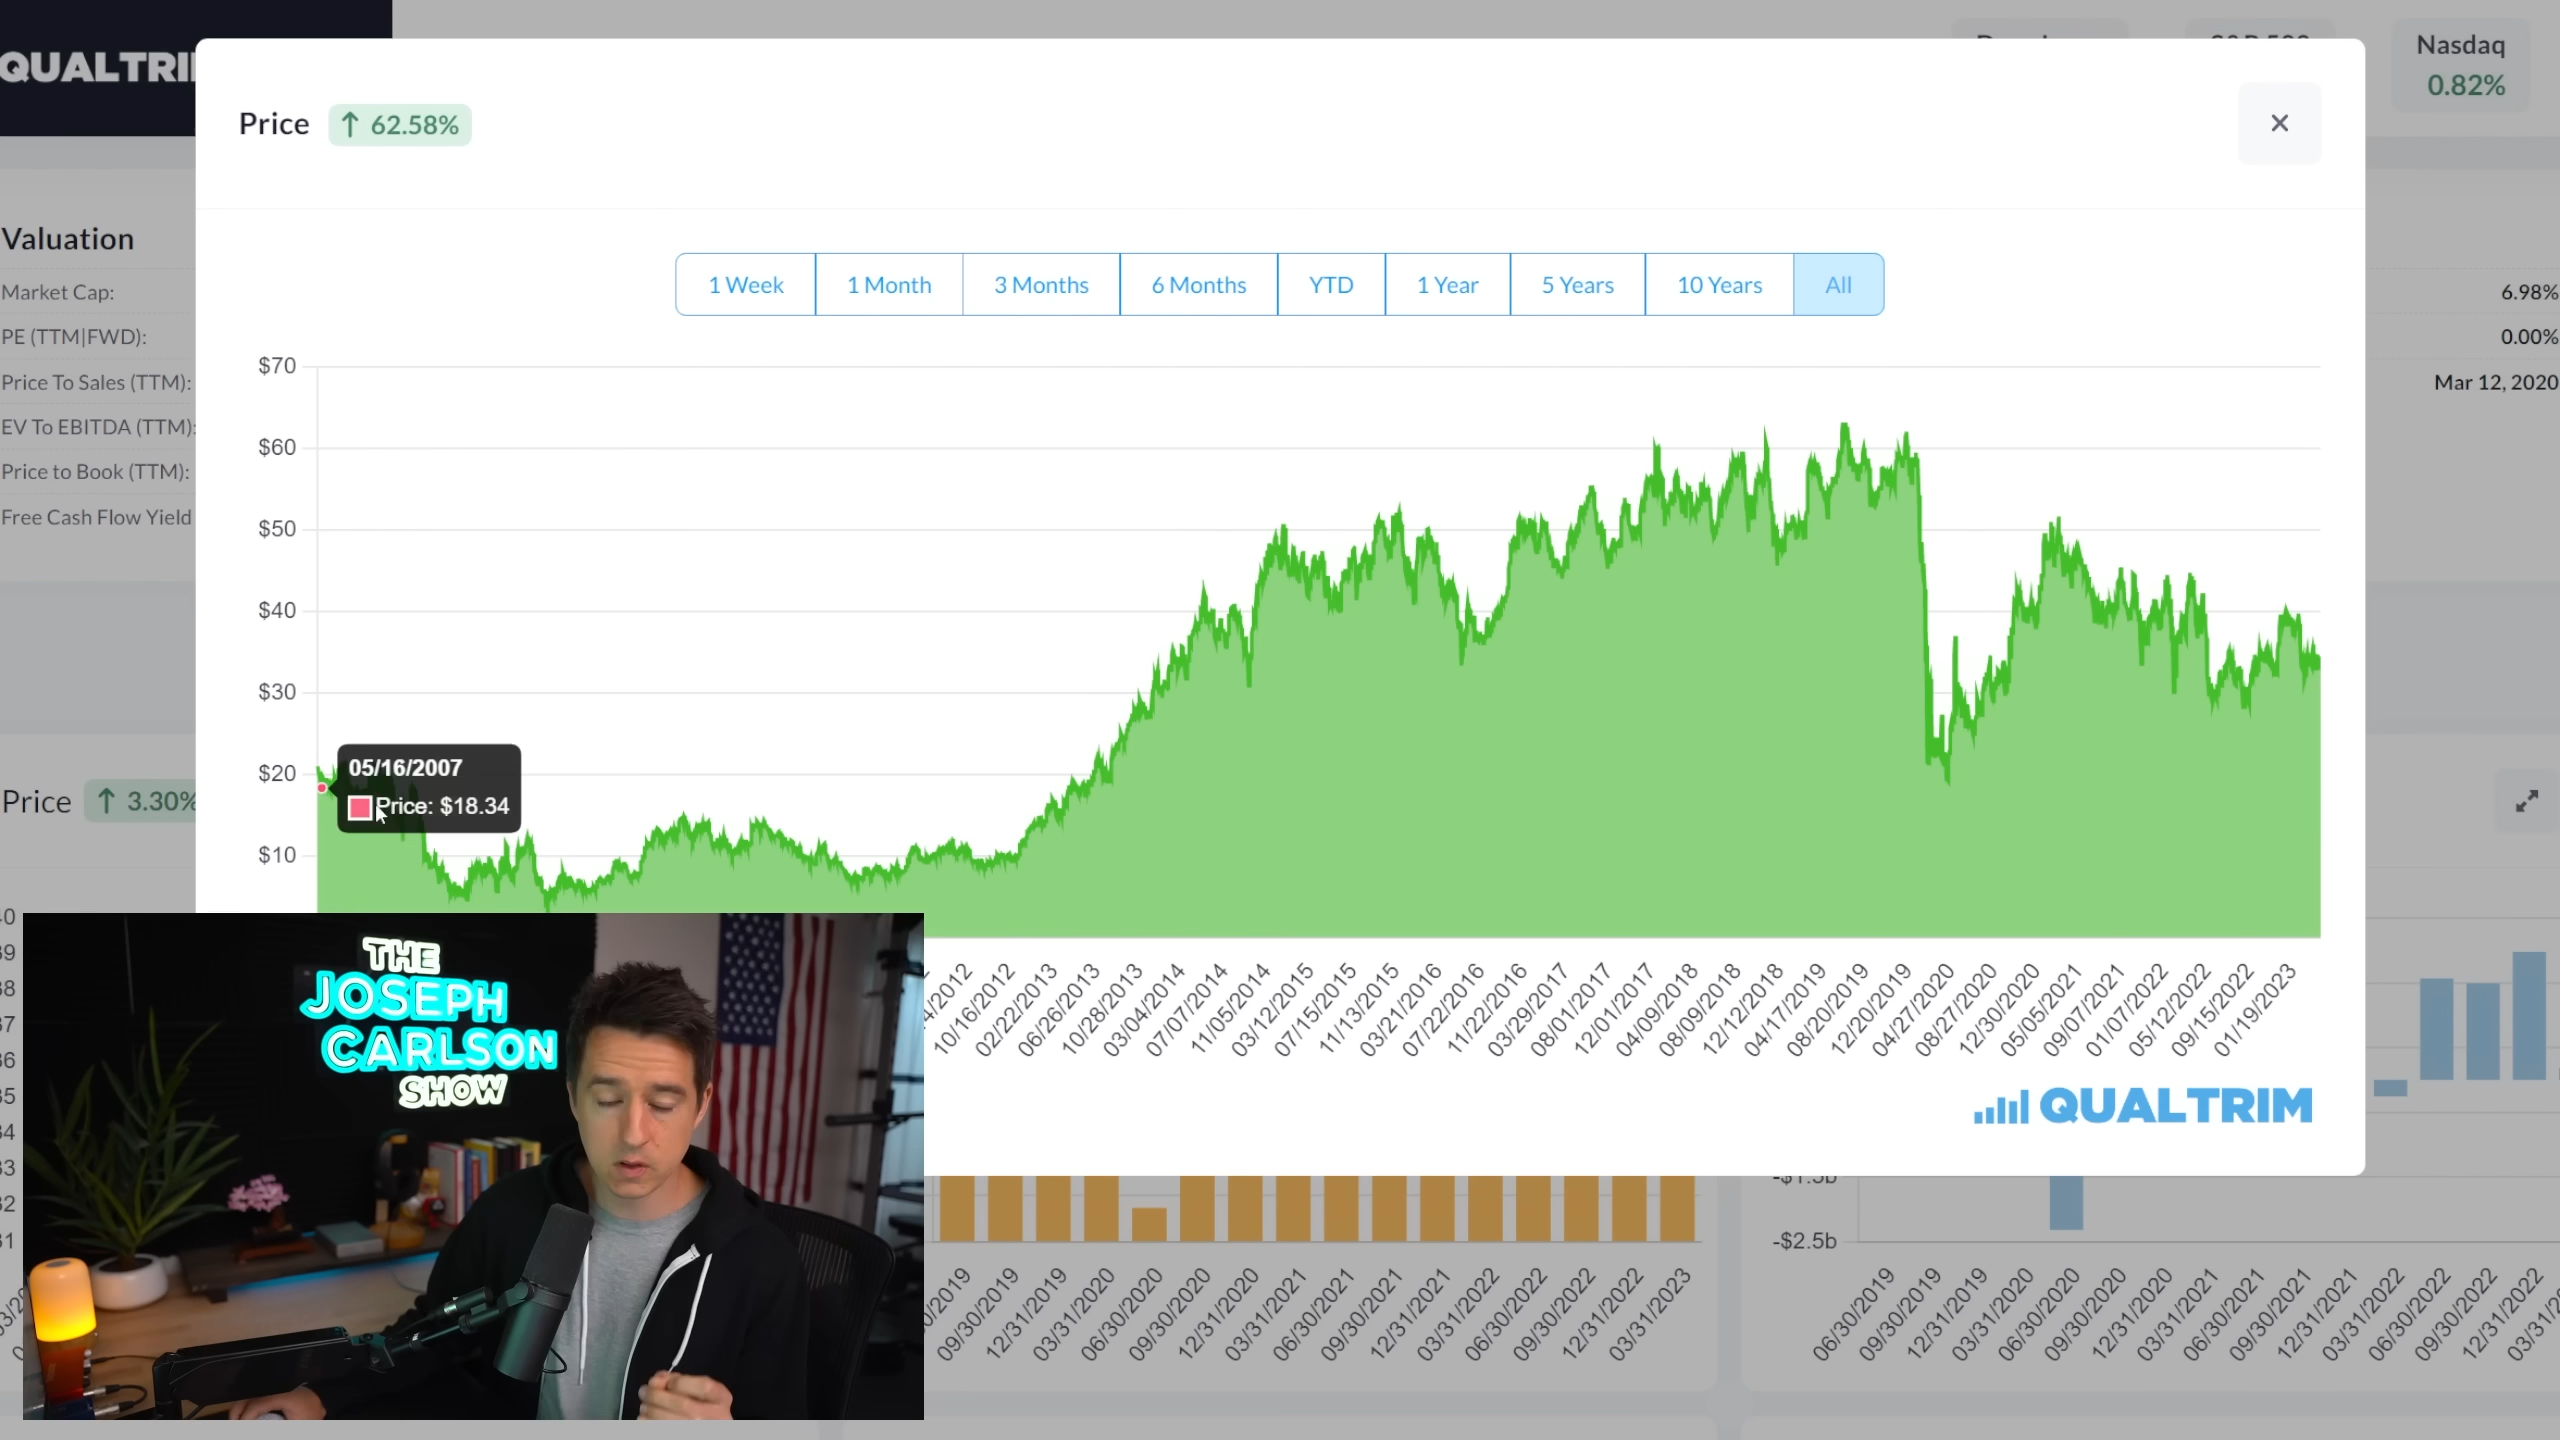 QUALTRI
Nasdaq
0.82%
Price ↑ 62.58%
×
Valuation
Market Cap:
PE (TTM|FWD):
Price To Sales (TTM):
EV To EBITDA (TTM):
Price to Book (TTM):
Free Cash Flow Yield
6.98%
0.00%
Mar 12, 2020
1 Week
1 Month
3 Months
6 Months
YTD
1 Year
5 Years
10 Years
All
$70
$60
$50
$40
$30
$20
$10
05/16/2007
Price: $18.34
Price ↑ 3.30%
10/16/2012
02/22/2013
06/26/2013
10/28/2013
03/04/2014
07/07/2014
11/05/2014
03/12/2015
07/15/2015
11/13/2015
03/21/2016
07/22/2016
11/22/2016
03/29/2017
08/01/2017
12/01/2017
04/09/2018
08/09/2018
12/12/2018
04/17/2019
08/20/2019
12/20/2019
04/27/2020
08/27/2020
12/30/2020
05/05/2021
09/07/2021
01/07/2022
05/12/2022
09/15/2022
01/19/2023
QUALTRIM
THE
JOSEPH
CARLSON
SHOW
09/30/2019
12/31/2019
03/31/2020
06/30/2020
09/30/2020
12/31/2020
03/31/2021
06/30/2021
09/30/2021
12/31/2021
03/31/2022
06/30/2022
09/30/2022
12/31/2022
03/31/2023
-$2.5b
06/30/2019
09/30/2019
12/31/2019
03/31/2020
06/30/2020
09/30/2020
12/31/2020
03/31/2021
06/30/2021
09/30/2021
12/31/2021
03/31/2022
06/30/2022
09/30/2022
12/31/2022